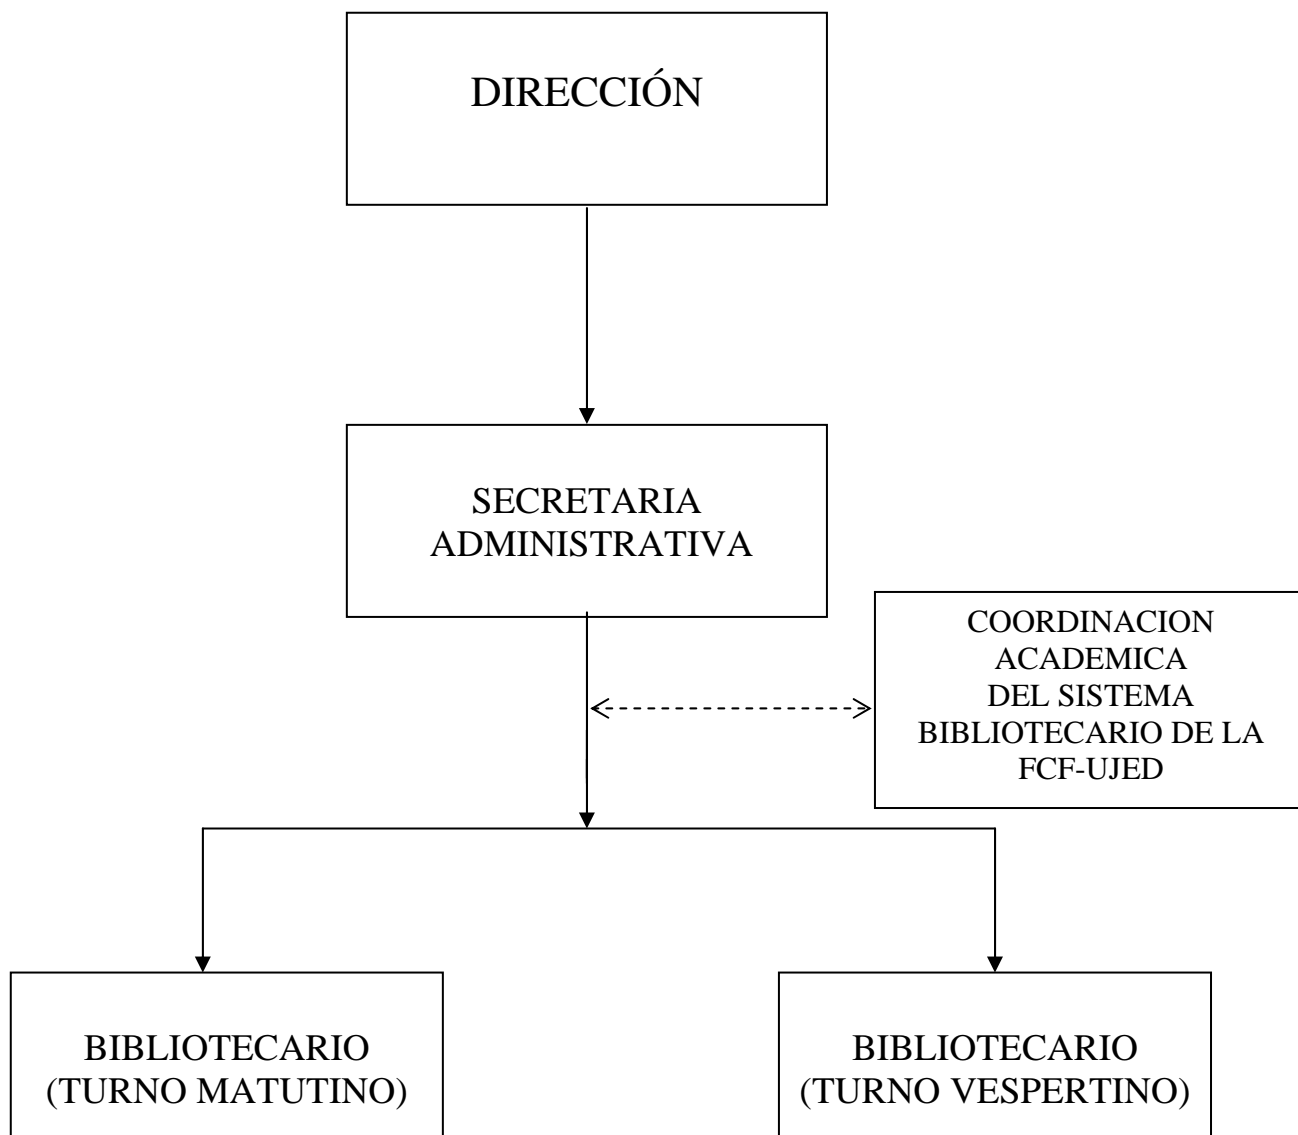 DIRECCIÓN
SECRETARIA
ADMINISTRATIVA
COORDINACION
ACADEMICA
DEL SISTEMA
BIBLIOTECARIO DE LA
FCF-UJED
BIBLIOTECARIO
(TURNO MATUTINO)
BIBLIOTECARIO
(TURNO VESPERTINO)